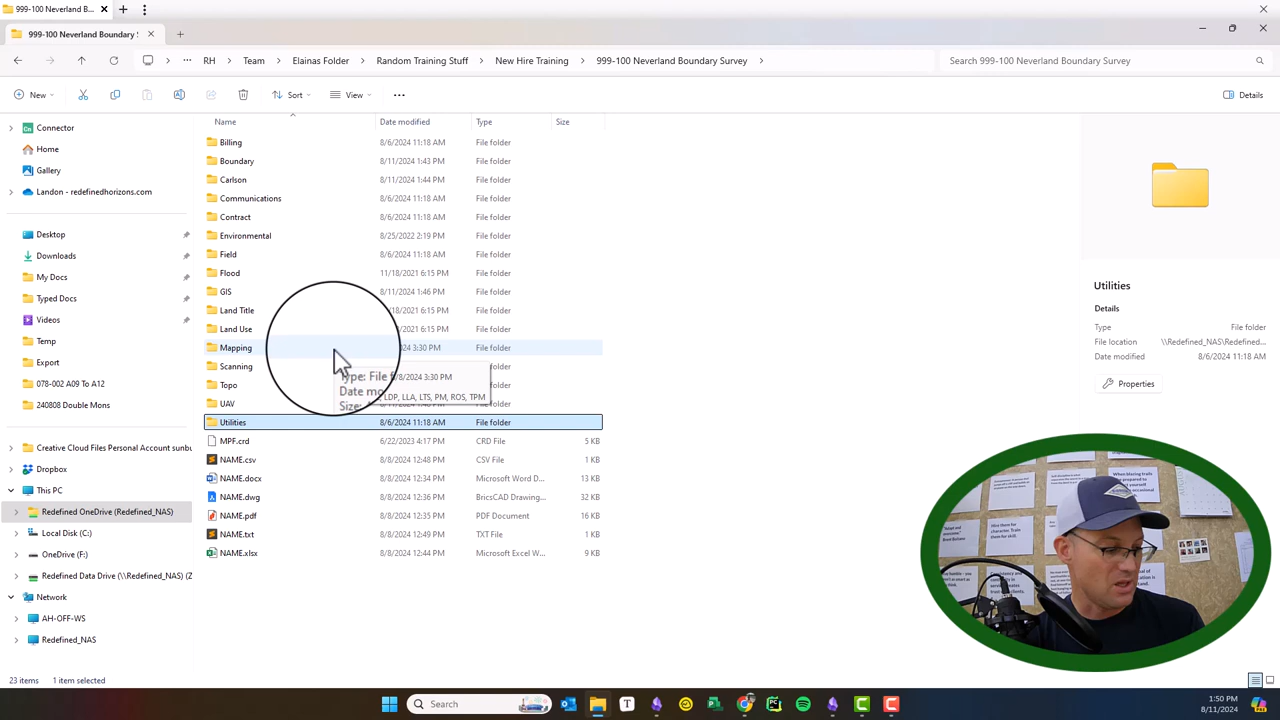 999-100 Neverland B...
999-100 Neverland Boundary S
RH > Team > Elainas Folder > Random Training Stuff > New Hire Training > 999-100 Neverland Boundary Survey >
Search 999-100 Neverland Boundary Survey
New
Sort
View
Details
Name Date modified Type Size
Connector
Home
Gallery
Landon - redefinedhorizons.com
Desktop
Downloads
My Docs
Typed Docs
Videos
Temp
Export
078-002 A09 To A12
240808 Double Mons
Creative Cloud Files Personal Account sunbu
Dropbox
This PC
Redefined OneDrive (Redefined_NAS)
Local Disk (C:)
OneDrive (F:)
Redefined Data Drive (\\Redefined_NAS) (Z
Network
AH-OFF-WS
Redefined_NAS
Billing 8/6/2024 11:18 AM File folder
Boundary 8/11/2024 1:43 PM File folder
Carlson 8/11/2024 1:44 PM File folder
Communications 8/6/2024 11:18 AM File folder
Contract 8/6/2024 11:18 AM File folder
Environmental 8/25/2022 2:19 PM File folder
Field 8/6/2024 11:18 AM File folder
Flood 11/18/2021 6:15 PM File folder
GIS 8/11/2024 1:46 PM File folder
Land Title /18/2021 6:15 PM File folder
Land Use /2021 6:15 PM File folder
Mapping 024 3:30 PM File folder
Scanning File folder
Type: File f /8/2024 3:30 PM
Topo File folder
Date mo
LDP, LLA, LTS, PM, ROS, TPM
Size:
UAV File folder
Utilities 8/6/2024 11:18 AM File folder
MPF.crd 6/22/2023 4:17 PM CRD File 5 KB
NAME.csv 8/8/2024 12:48 PM CSV File 1 KB
NAME.docx 8/8/2024 12:34 PM Microsoft Word D... 13 KB
NAME.dwg 8/8/2024 12:36 PM BricsCAD Drawing... 32 KB
NAME.pdf 8/8/2024 12:35 PM PDF Document 16 KB
NAME.txt 8/8/2024 12:49 PM TXT File 1 KB
NAME.xlsx 8/8/2024 12:44 PM Microsoft Excel W... 9 KB
Utilities
Details
Type File folder
File location \\Redefined_NAS\Redefined...
Date modified 8/6/2024 11:18 AM
Properties
Hire them for
character. Train
them for skill.
23 items 1 item selected
Search
1:50 PM
8/11/2024